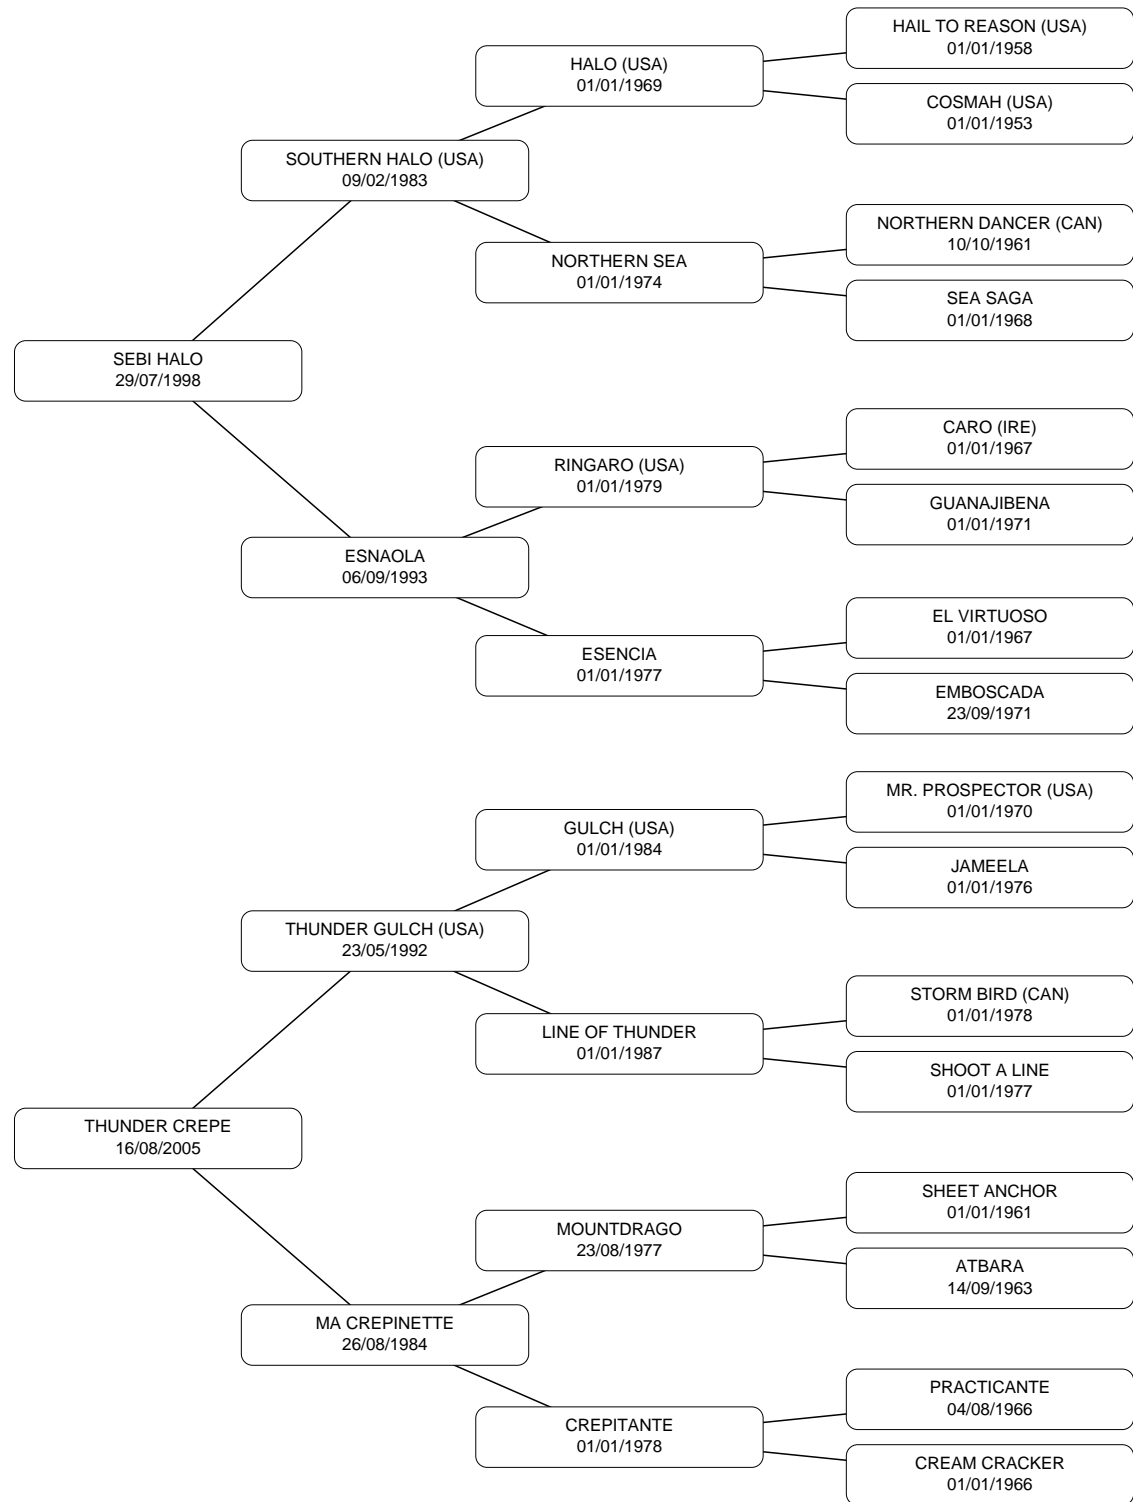 HAIL TO REASON (USA)
01/01/1958
HALO (USA)
01/01/1969
COSMAH (USA)
01/01/1953
SOUTHERN HALO (USA)
09/02/1983
NORTHERN DANCER (CAN)
10/10/1961
NORTHERN SEA
01/01/1974
SEA SAGA
01/01/1968
SEBI HALO
29/07/1998
CARO (IRE)
01/01/1967
RINGARO (USA)
01/01/1979
GUANAJIBENA
01/01/1971
ESNAOLA
06/09/1993
EL VIRTUOSO
01/01/1967
ESENCIA
01/01/1977
EMBOSCADA
23/09/1971
MR. PROSPECTOR (USA)
01/01/1970
GULCH (USA)
01/01/1984
JAMEELA
01/01/1976
THUNDER GULCH (USA)
23/05/1992
STORM BIRD (CAN)
01/01/1978
LINE OF THUNDER
01/01/1987
SHOOT A LINE
01/01/1977
THUNDER CREPE
16/08/2005
SHEET ANCHOR
01/01/1961
MOUNTDRAGO
23/08/1977
ATBARA
14/09/1963
MA CREPINETTE
26/08/1984
PRACTICANTE
04/08/1966
CREPITANTE
01/01/1978
CREAM CRACKER
01/01/1966